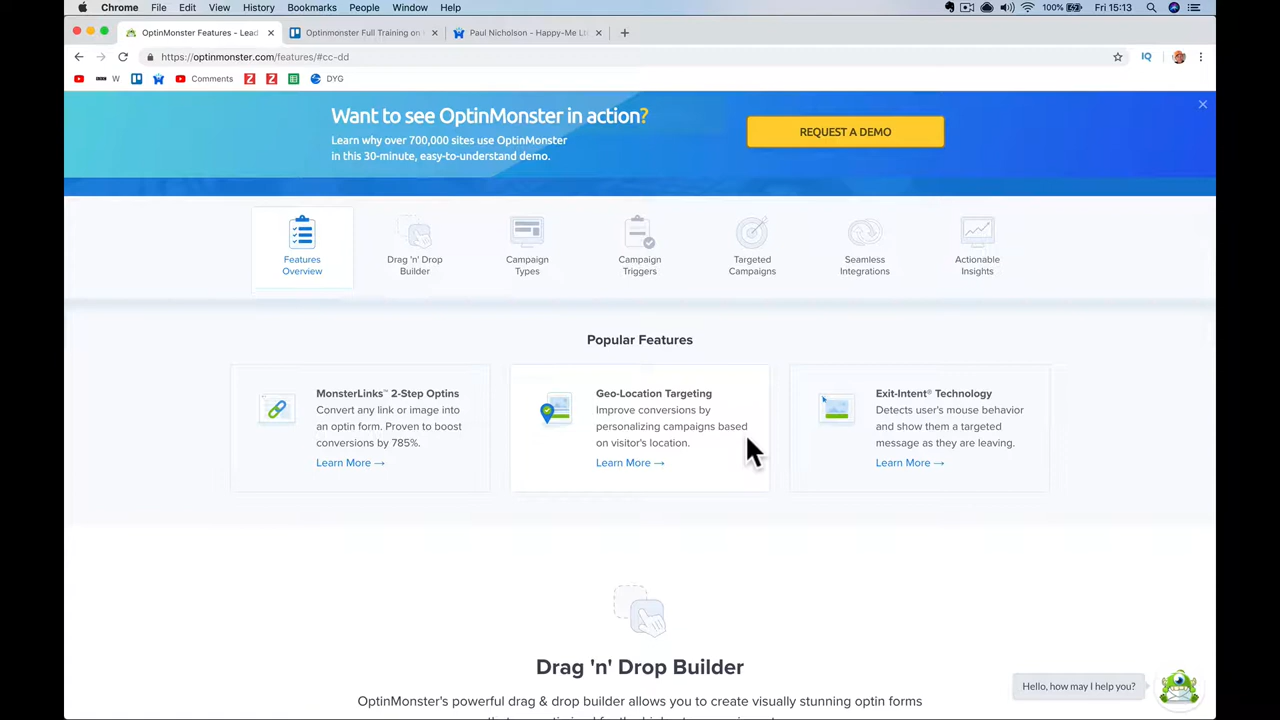 Chrome File Edit View History Bookmarks People Window Help 100% Fri 15:13
OptinMonster Features - Lead
Optinmonster Full Training on
Paul Nicholson - Happy-Me Lt
https://optinmonster.com/features/#cc-dd
IQ
W
Comments
Z
Z
DYG
Want to see OptinMonster in action?
Learn why over 700,000 sites use OptinMonster
in this 30-minute, easy-to-understand demo.
REQUEST A DEMO
Features
Overview
Drag 'n' Drop
Builder
Campaign
Types
Campaign
Triggers
Targeted
Campaigns
Seamless
Integrations
Actionable
Insights
Popular Features
MonsterLinks™ 2-Step Optins
Convert any link or image into
an optin form. Proven to boost
conversions by 785%.
Learn More →
Geo-Location Targeting
Improve conversions by
personalizing campaigns based
on visitor's location.
Learn More →
Exit-Intent® Technology
Detects user's mouse behavior
and show them a targeted
message as they are leaving.
Learn More →
Drag 'n' Drop Builder
OptinMonster's powerful drag & drop builder allows you to create visually stunning optin forms
Hello, how may I help you?